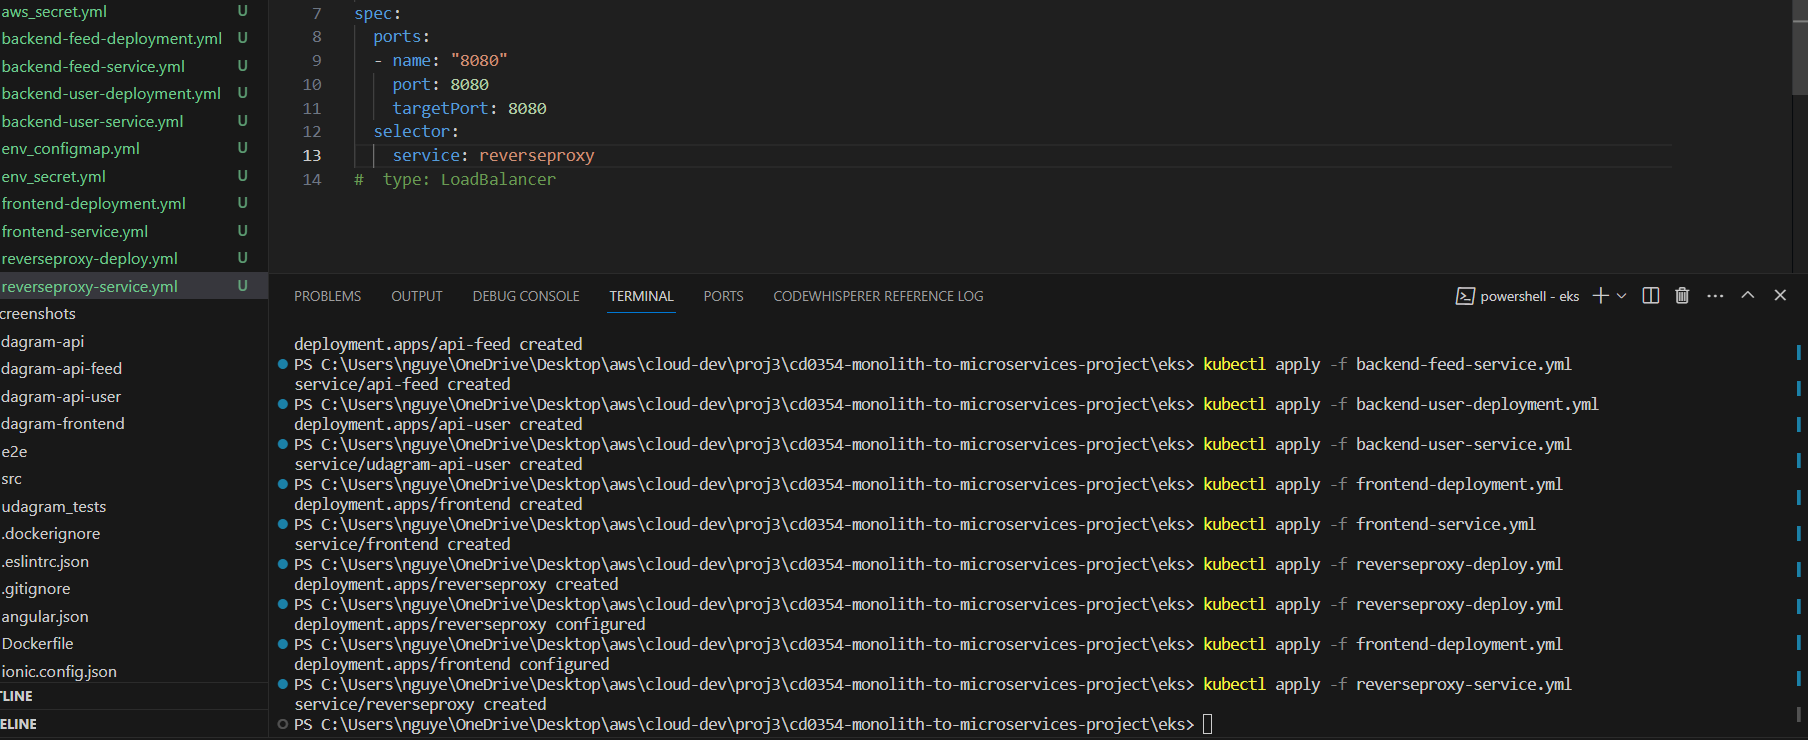 aws_secret.yml U
backend-feed-deployment.yml U
backend-feed-service.yml U
backend-user-deployment.yml U
backend-user-service.yml U
env_configmap.yml U
env_secret.yml U
frontend-deployment.yml U
frontend-service.yml U
reverseproxy-deploy.yml U
reverseproxy-service.yml U
creenshots
dagram-api
dagram-api-feed
dagram-api-user
dagram-frontend
e2e
src
udagram_tests
.dockerignore
.eslintrc.json
.gitignore
angular.json
Dockerfile
ionic.config.json
TLINE
ELINE
7 spec:
8 ports:
9 - name: "8080"
10 port: 8080
11 targetPort: 8080
12 selector:
13 service: reverseproxy
14 # type: LoadBalancer
PROBLEMS OUTPUT DEBUG CONSOLE TERMINAL PORTS CODEWHISPERER REFERENCE LOG powershell - eks
deployment.apps/api-feed created
PS C:\Users\nguye\OneDrive\Desktop\aws\cloud-dev\proj3\cd0354-monolith-to-microservices-project\eks> kubectl apply -f backend-feed-service.yml
service/api-feed created
PS C:\Users\nguye\OneDrive\Desktop\aws\cloud-dev\proj3\cd0354-monolith-to-microservices-project\eks> kubectl apply -f backend-user-deployment.yml
deployment.apps/api-user created
PS C:\Users\nguye\OneDrive\Desktop\aws\cloud-dev\proj3\cd0354-monolith-to-microservices-project\eks> kubectl apply -f backend-user-service.yml
service/udagram-api-user created
PS C:\Users\nguye\OneDrive\Desktop\aws\cloud-dev\proj3\cd0354-monolith-to-microservices-project\eks> kubectl apply -f frontend-deployment.yml
deployment.apps/frontend created
PS C:\Users\nguye\OneDrive\Desktop\aws\cloud-dev\proj3\cd0354-monolith-to-microservices-project\eks> kubectl apply -f frontend-service.yml
service/frontend created
PS C:\Users\nguye\OneDrive\Desktop\aws\cloud-dev\proj3\cd0354-monolith-to-microservices-project\eks> kubectl apply -f reverseproxy-deploy.yml
deployment.apps/reverseproxy created
PS C:\Users\nguye\OneDrive\Desktop\aws\cloud-dev\proj3\cd0354-monolith-to-microservices-project\eks> kubectl apply -f reverseproxy-deploy.yml
deployment.apps/reverseproxy configured
PS C:\Users\nguye\OneDrive\Desktop\aws\cloud-dev\proj3\cd0354-monolith-to-microservices-project\eks> kubectl apply -f frontend-deployment.yml
deployment.apps/frontend configured
PS C:\Users\nguye\OneDrive\Desktop\aws\cloud-dev\proj3\cd0354-monolith-to-microservices-project\eks> kubectl apply -f reverseproxy-service.yml
service/reverseproxy created
PS C:\Users\nguye\OneDrive\Desktop\aws\cloud-dev\proj3\cd0354-monolith-to-microservices-project\eks>